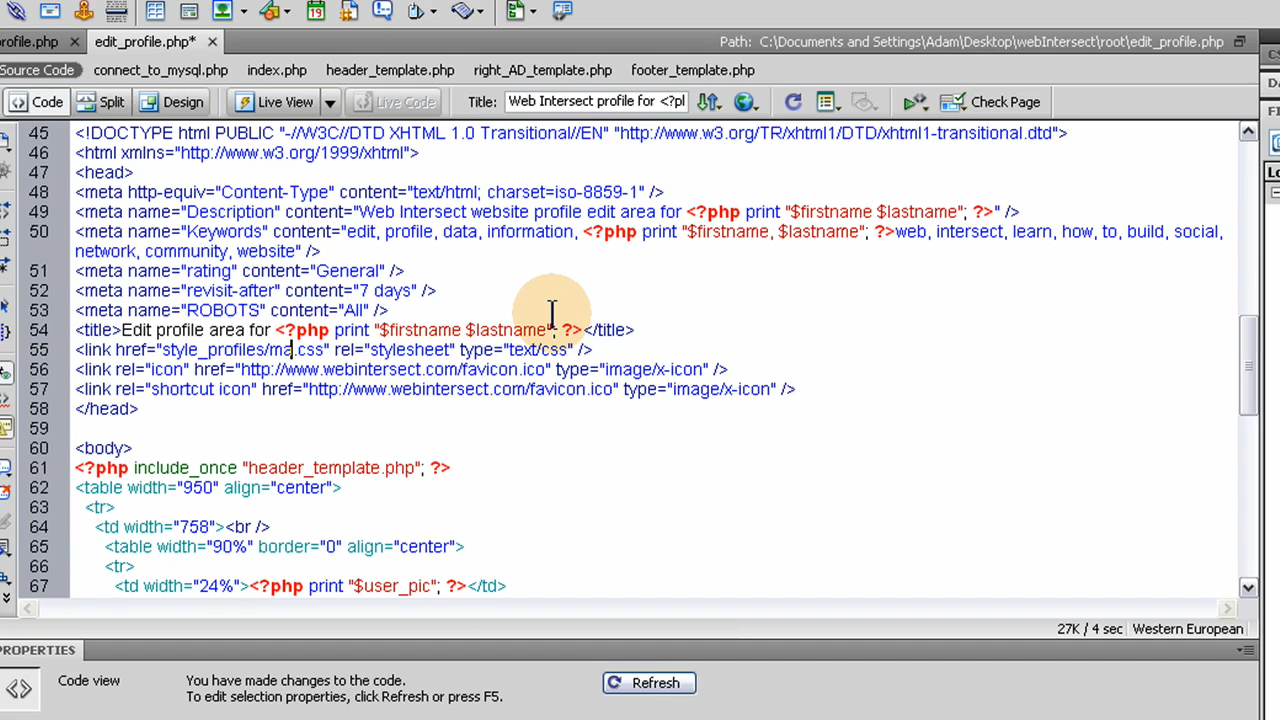 19
rofile.php × edit_profile.php* × Path: C:\Documents and Settings\Adam\Desktop\webIntersect\root\edit_profile.php
Source Code connect_to_mysql.php index.php header_template.php right_AD_template.php footer_template.php
Code Split Design Live View Live Code Title: Web Intersect profile for <?pl Check Page
45 <!DOCTYPE html PUBLIC "-//W3C//DTD XHTML 1.0 Transitional//EN" "http://www.w3.org/TR/xhtml1/DTD/xhtml1-transitional.dtd">
46 <html xmlns="http://www.w3.org/1999/xhtml">
47 <head>
48 <meta http-equiv="Content-Type" content="text/html; charset=iso-8859-1" />
49 <meta name="Description" content="Web Intersect website profile edit area for <?php print "$firstname $lastname"; ?>" />
50 <meta name="Keywords" content="edit, profile, data, information, <?php print "$firstname, $lastname"; ?>web, intersect, learn, how, to, build, social,
network, community, website" />
51 <meta name="rating" content="General" />
52 <meta name="revisit-after" content="7 days" />
53 <meta name="ROBOTS" content="All" />
54 <title>Edit profile area for <?php print "$firstname $lastname"; ?></title>
55 <link href="style_profiles/ma.css" rel="stylesheet" type="text/css" />
56 <link rel="icon" href="http://www.webintersect.com/favicon.ico" type="image/x-icon" />
57 <link rel="shortcut icon" href="http://www.webintersect.com/favicon.ico" type="image/x-icon" />
58 </head>
59
60 <body>
61 <?php include_once "header_template.php"; ?>
62 <table width="950" align="center">
63 <tr>
64 <td width="758"><br />
65 <table width="90%" border="0" align="center">
66 <tr>
67 <td width="24%"><?php print "$user_pic"; ?></td>
27K / 4 sec Western European
PROPERTIES
Code view You have made changes to the code. Refresh
To edit selection properties, click Refresh or press F5.